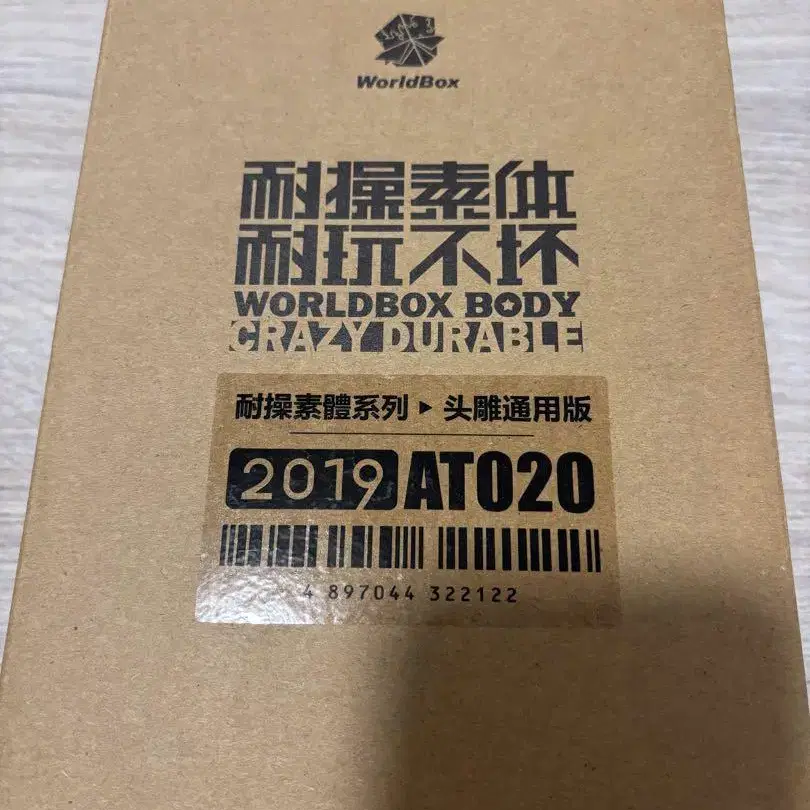 WorldBox
耐操素体
耐玩不坏
WORLDBOX BODY
CRAZY DURABLE
耐操素體系列 ▸ 头雕通用版
2019 AT020
4 897044 322122